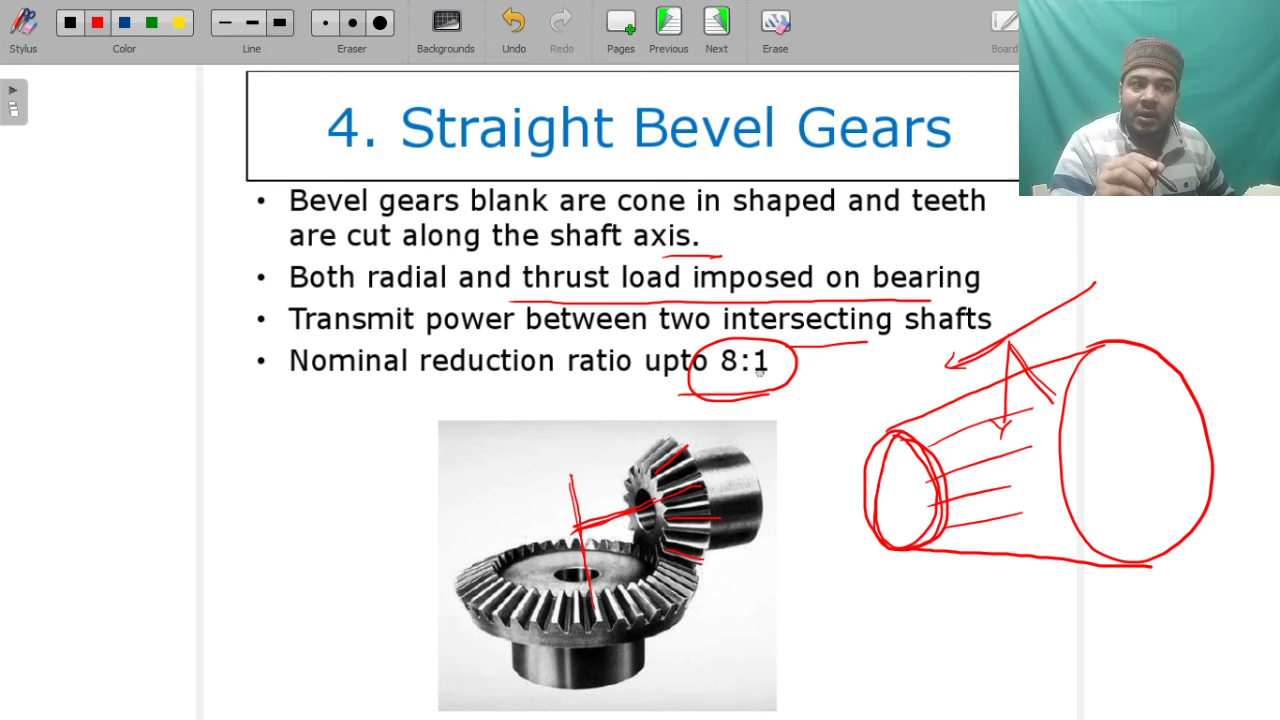 Stylus
Color
Line
Eraser
Backgrounds
Undo
Redo
Pages
Previous
Next
Erase
Board
4. Straight Bevel Gears
• Bevel gears blank are cone in shaped and teeth
are cut along the shaft axis.
• Both radial and thrust load imposed on bearing
• Transmit power between two intersecting shafts
• Nominal reduction ratio upto 8:1